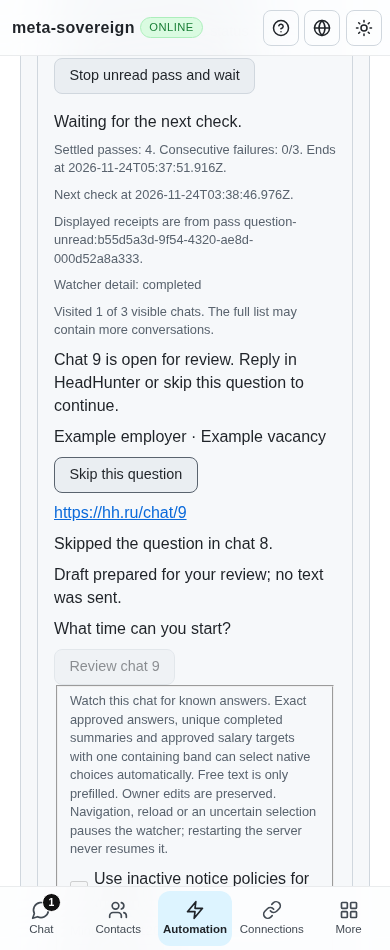 meta-sovereign ONLINE
Stop unread pass and wait
Waiting for the next check.
Settled passes: 4. Consecutive failures: 0/3. Ends
at 2026-11-24T05:37:51.916Z.
Next check at 2026-11-24T03:38:46.976Z.
Displayed receipts are from pass question-
unread:b55d5a3d-9f54-4320-ae8d-
000d52a8a333.
Watcher detail: completed
Visited 1 of 3 visible chats. The full list may
contain more conversations.
Chat 9 is open for review. Reply in
HeadHunter or skip this question to
continue.
Example employer · Example vacancy
Skip this question
https://hh.ru/chat/9
Skipped the question in chat 8.
Draft prepared for your review; no text
was sent.
What time can you start?
Review chat 9
Watch this chat for known answers. Exact
approved answers, unique completed
summaries and approved salary targets
with one containing band can select native
choices automatically. Free text is only
prefilled. Owner edits are preserved.
Navigation, reload or an uncertain selection
pauses the watcher; restarting the server
never resumes it.
Use inactive notice policies for
1
Chat Contacts Automation Connections More